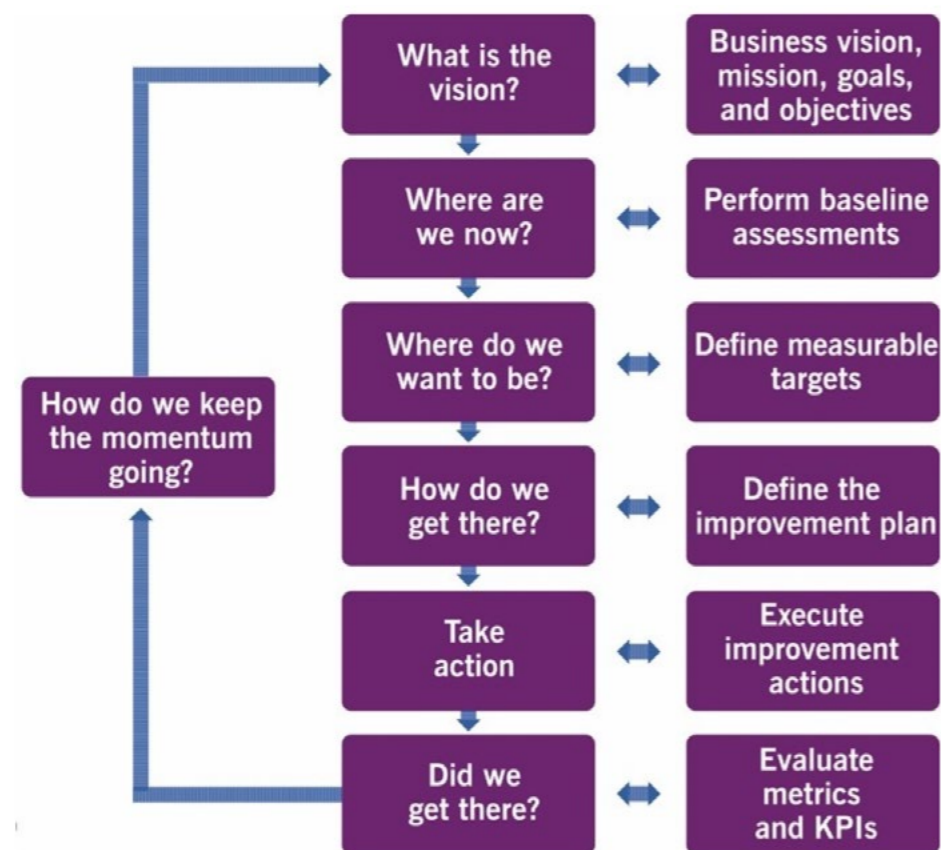 What is the
vision?
Business vision,
mission, goals,
and objectives
Where are
we now?
Perform baseline
assessments
Where do we
want to be?
Define measurable
targets
How do we keep
the momentum
going?
How do we
get there?
Define the
improvement plan
Take
action
Execute
improvement
actions
Did we
get there?
Evaluate
metrics
and KPIs